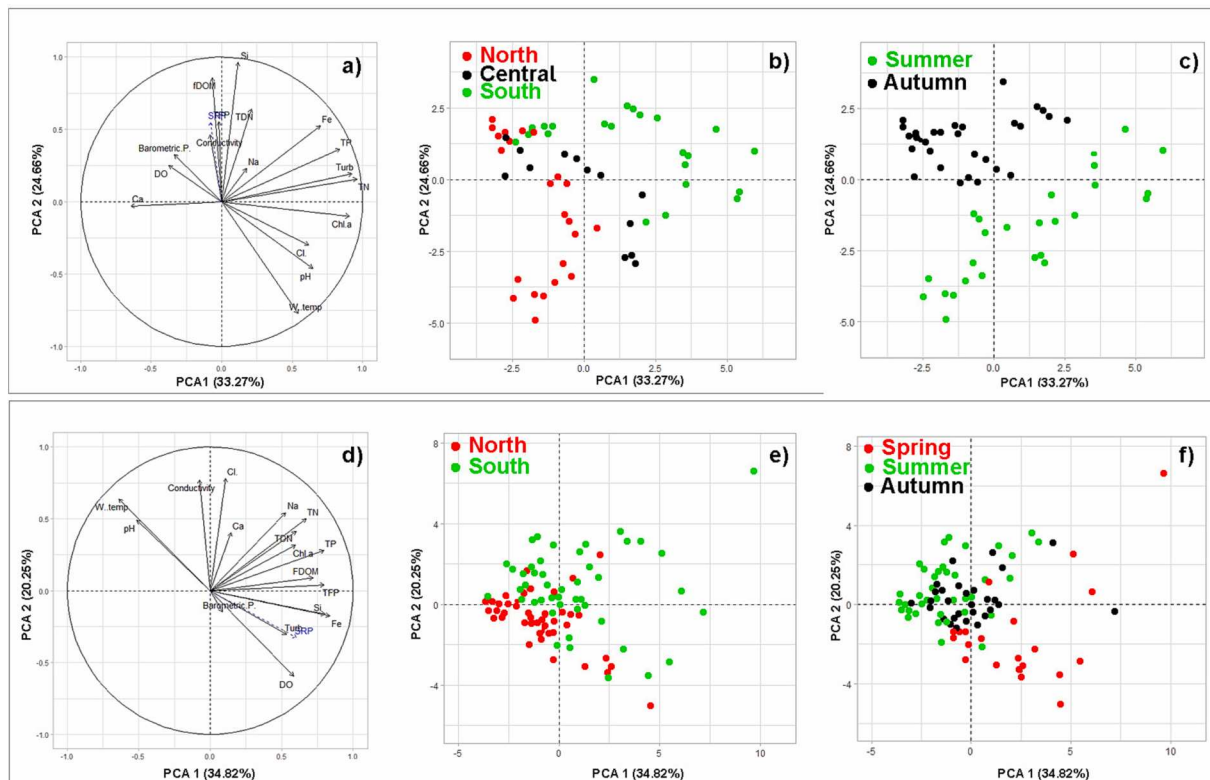 a)
Si
fDOM
SRP
TFP
TDN
Fe
Conductivity
TP
Barometric.P.
Na
DO
Turb
TN
Ca
Chl.a
Cl.
pH
W..temp
1.0
0.5
0.0
-0.5
-1.0
-1.0
-0.5
0.0
0.5
1.0
PCA 2 (24.66%)
PCA1 (33.27%)
b)
North
Central
South
2.5
0.0
-2.5
-5.0
-2.5
0.0
2.5
5.0
PCA 2 (24.66%)
PCA1 (33.27%)
c)
Summer
Autumn
2.5
0.0
-2.5
-5.0
-2.5
0.0
2.5
5.0
PCA 2 (24.66%)
PCA1 (33.27%)
d)
Cl.
Conductivity
W..temp
Na
TN
pH
Ca
TDN
TP
Chl.a
FDOM
TFP
Barometric.P.
Si
Fe
Turb
SRP
DO
1.0
0.5
0.0
-0.5
-1.0
-1.0
-0.5
0.0
0.5
1.0
PCA 2 (20.25%)
PCA 1 (34.82%)
e)
North
South
8
4
0
-4
-5
0
5
10
PCA 2 (20.25%)
PCA 1 (34.82%)
f)
Spring
Summer
Autumn
8
4
0
-4
-5
0
5
10
PCA 2 (20.25%)
PCA 1 (34.82%)